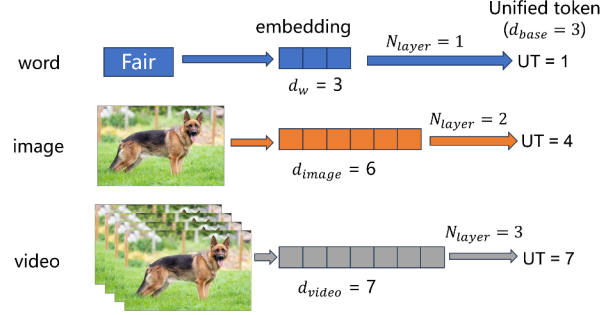 Unified token
(d_base = 3)
embedding
N_layer = 1
word
Fair
UT = 1
d_w = 3
N_layer = 2
image
UT = 4
d_image = 6
N_layer = 3
video
UT = 7
d_video = 7